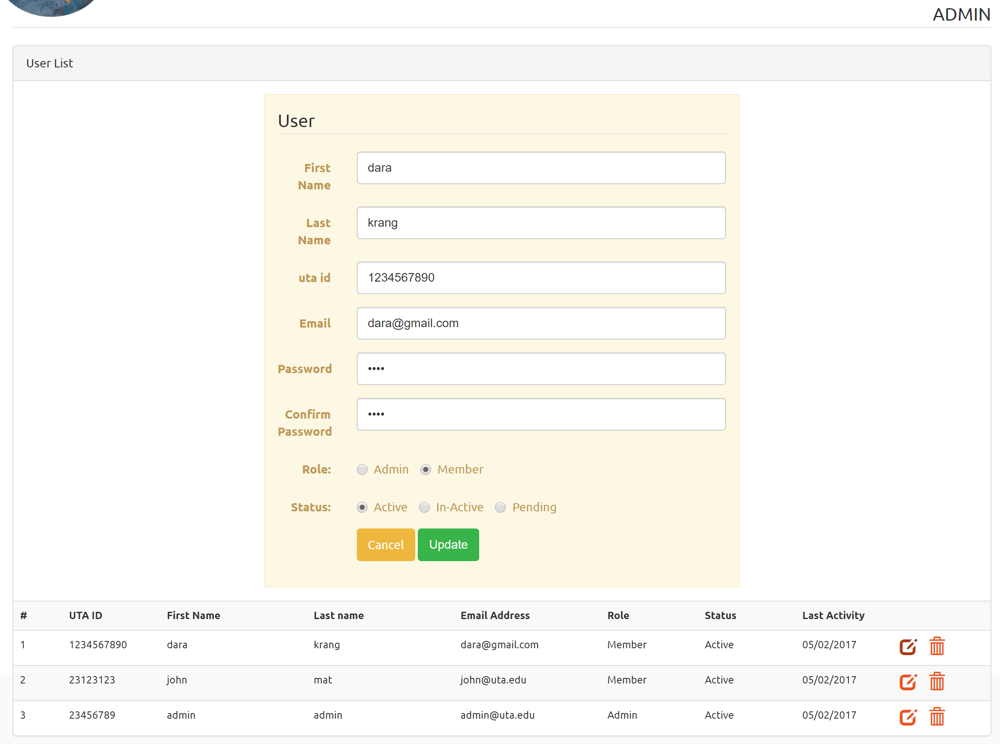 ADMIN
User List
User
First Name dara
Last Name krang
uta id 1234567890
Email dara@gmail.com
Password ••••
Confirm Password ••••
Role: Admin Member
Status: Active In-Active Pending
Cancel Update
# UTA ID First Name Last name Email Address Role Status Last Activity
1 1234567890 dara krang dara@gmail.com Member Active 05/02/2017
2 23123123 john mat john@uta.edu Member Active 05/02/2017
3 23456789 admin admin admin@uta.edu Admin Active 05/02/2017